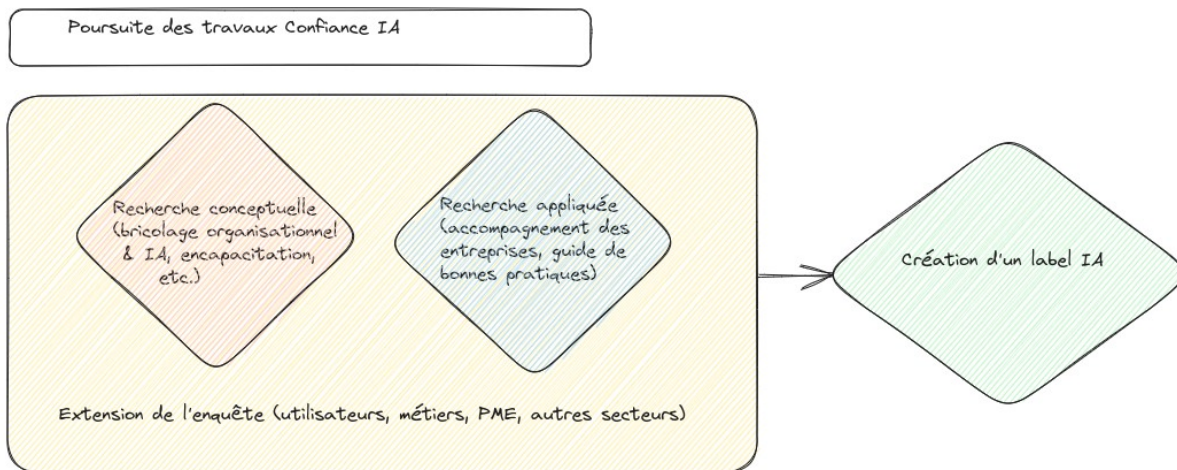 Poursuite des travaux Confiance IA
Recherche conceptuelle
(bricolage organisationnel
& IA, encapacitation,
etc.)
Recherche appliquée
(accompagnement des
entreprises, guide de
bonnes pratiques)
Création d'un label IA
Extension de l'enquête (utilisateurs, métiers, PME, autres secteurs)